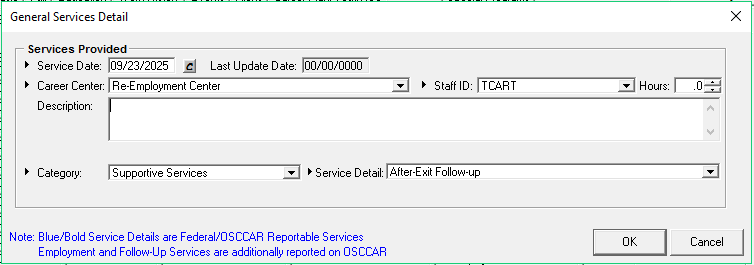 General Services Detail
Services Provided
Service Date: 09/23/2025 C Last Update Date: 00/00/0000
Career Center: Re-Employment Center Staff ID: TCART Hours: .0
Description:
Category: Supportive Services Service Detail: After-Exit Follow-up
Note: Blue/Bold Service Details are Federal/OSCCAR Reportable Services
Employment and Follow-Up Services are additionally reported on OSCCAR
OK Cancel